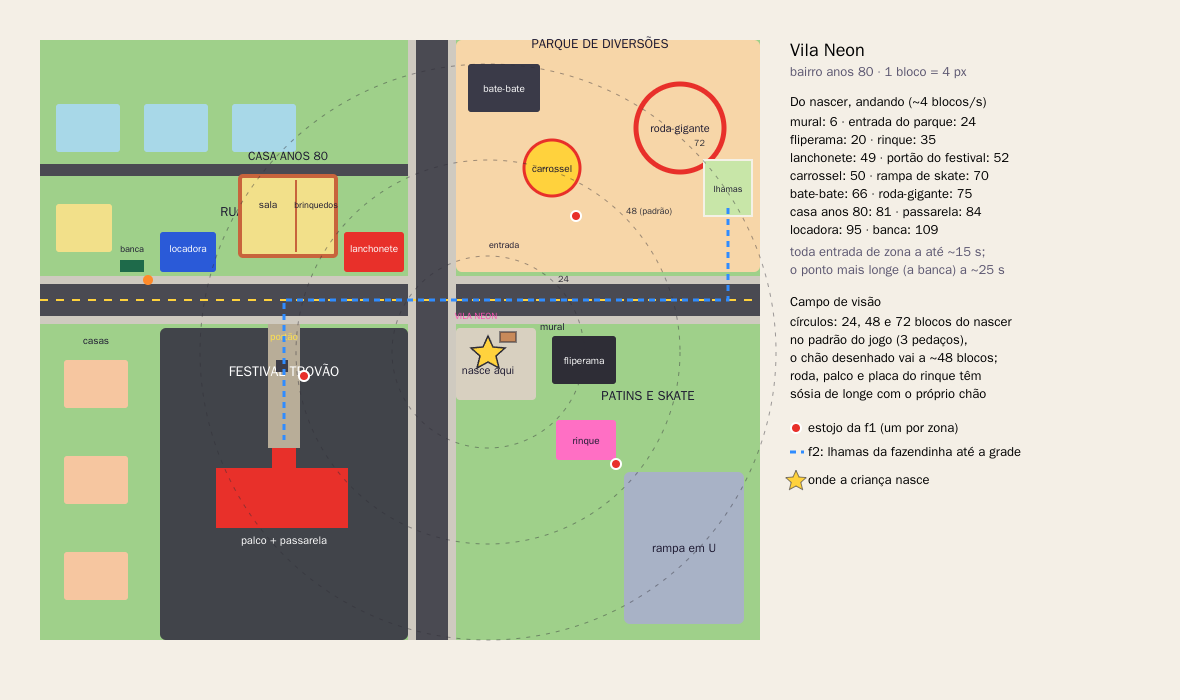 PARQUE DE DIVERSÕES
bate-bate
roda-gigante
72
carrossel
lhamas
48 (padrão)
entrada
24
CASA ANOS 80
sala
brinquedos
banca
locadora
lanchonete
VILA NEON
mural
casas
portão
FESTIVAL TROVÃO
nasce aqui
fliperama
PATINS E SKATE
rinque
rampa em U
palco + passarela
Vila Neon
bairro anos 80 · 1 bloco = 4 px
Do nascer, andando (~4 blocos/s)
mural: 6 · entrada do parque: 24
fliperama: 20 · rinque: 35
lanchonete: 49 · portão do festival: 52
carrossel: 50 · rampa de skate: 70
bate-bate: 66 · roda-gigante: 75
casa anos 80: 81 · passarela: 84
locadora: 95 · banca: 109
toda entrada de zona a até ~15 s;
o ponto mais longe (a banca) a ~25 s
Campo de visão
círculos: 24, 48 e 72 blocos do nascer
no padrão do jogo (3 pedaços),
o chão desenhado vai a ~48 blocos;
roda, palco e placa do rinque têm
sósia de longe com o próprio chão
estojo da f1 (um por zona)
f2: lhamas da fazendinha até a grade
onde a criança nasce